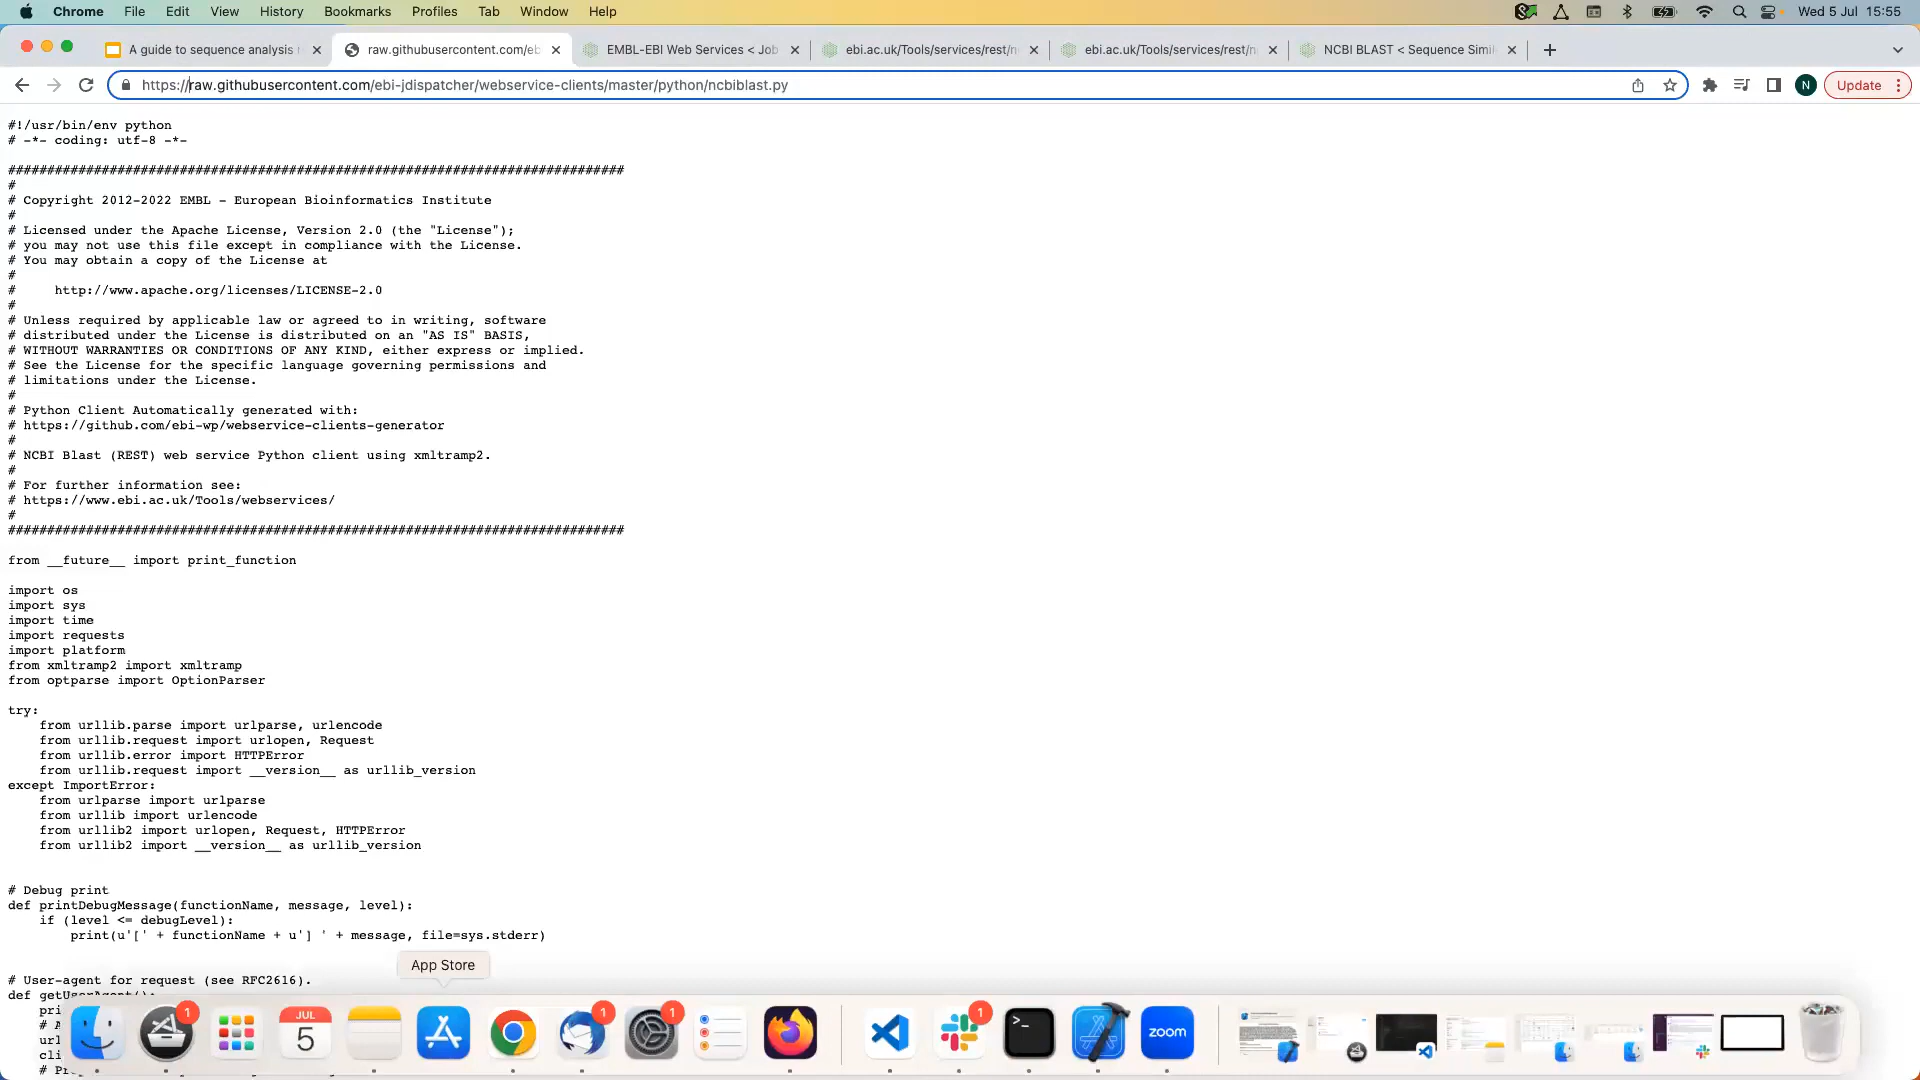 Chrome File Edit View History Bookmarks Profiles Tab Window Help Wed 5 Jul 15:55
A guide to sequence analysis raw.githubusercontent.com/eb EMBL-EBI Web Services < Job ebi.ac.uk/Tools/services/rest/n ebi.ac.uk/Tools/services/rest/n NCBI BLAST < Sequence Simil
https://raw.githubusercontent.com/ebi-jdispatcher/webservice-clients/master/python/ncbiblast.py N Update
#!/usr/bin/env python
# -*- coding: utf-8 -*-
###############################################################################
#
# Copyright 2012-2022 EMBL - European Bioinformatics Institute
#
# Licensed under the Apache License, Version 2.0 (the "License");
# you may not use this file except in compliance with the License.
# You may obtain a copy of the License at
#
#     http://www.apache.org/licenses/LICENSE-2.0
#
# Unless required by applicable law or agreed to in writing, software
# distributed under the License is distributed on an "AS IS" BASIS,
# WITHOUT WARRANTIES OR CONDITIONS OF ANY KIND, either express or implied.
# See the License for the specific language governing permissions and
# limitations under the License.
#
# Python Client Automatically generated with:
# https://github.com/ebi-wp/webservice-clients-generator
#
# NCBI Blast (REST) web service Python client using xmltramp2.
#
# For further information see:
# https://www.ebi.ac.uk/Tools/webservices/
#
###############################################################################
from __future__ import print_function
import os
import sys
import time
import requests
import platform
from xmltramp2 import xmltramp
from optparse import OptionParser
try:
    from urllib.parse import urlparse, urlencode
    from urllib.request import urlopen, Request
    from urllib.error import HTTPError
    from urllib.request import __version__ as urllib_version
except ImportError:
    from urlparse import urlparse
    from urllib import urlencode
    from urllib2 import urlopen, Request, HTTPError
    from urllib2 import __version__ as urllib_version
# Debug print
def printDebugMessage(functionName, message, level):
    if (level <= debugLevel):
        print(u'[' + functionName + u'] ' + message, file=sys.stderr)
App Store
# User-agent for request (see RFC2616).
def getUserAgent():
    pri
    # A
    url
    cli
    # Pr
1 JUL 5 1 1 >_ 1 zoom